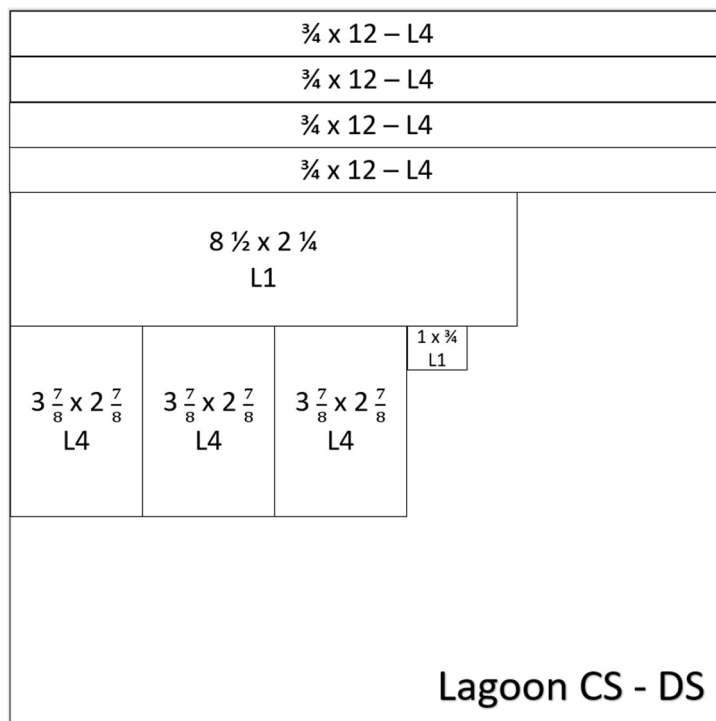 ¾ x 12 – L4
¾ x 12 – L4
¾ x 12 – L4
¾ x 12 – L4
8 ½ x 2 ¼
L1
1 x ¾
L1
3 7/8 x 2 7/8
L4
3 7/8 x 2 7/8
L4
3 7/8 x 2 7/8
L4
Lagoon CS - DS